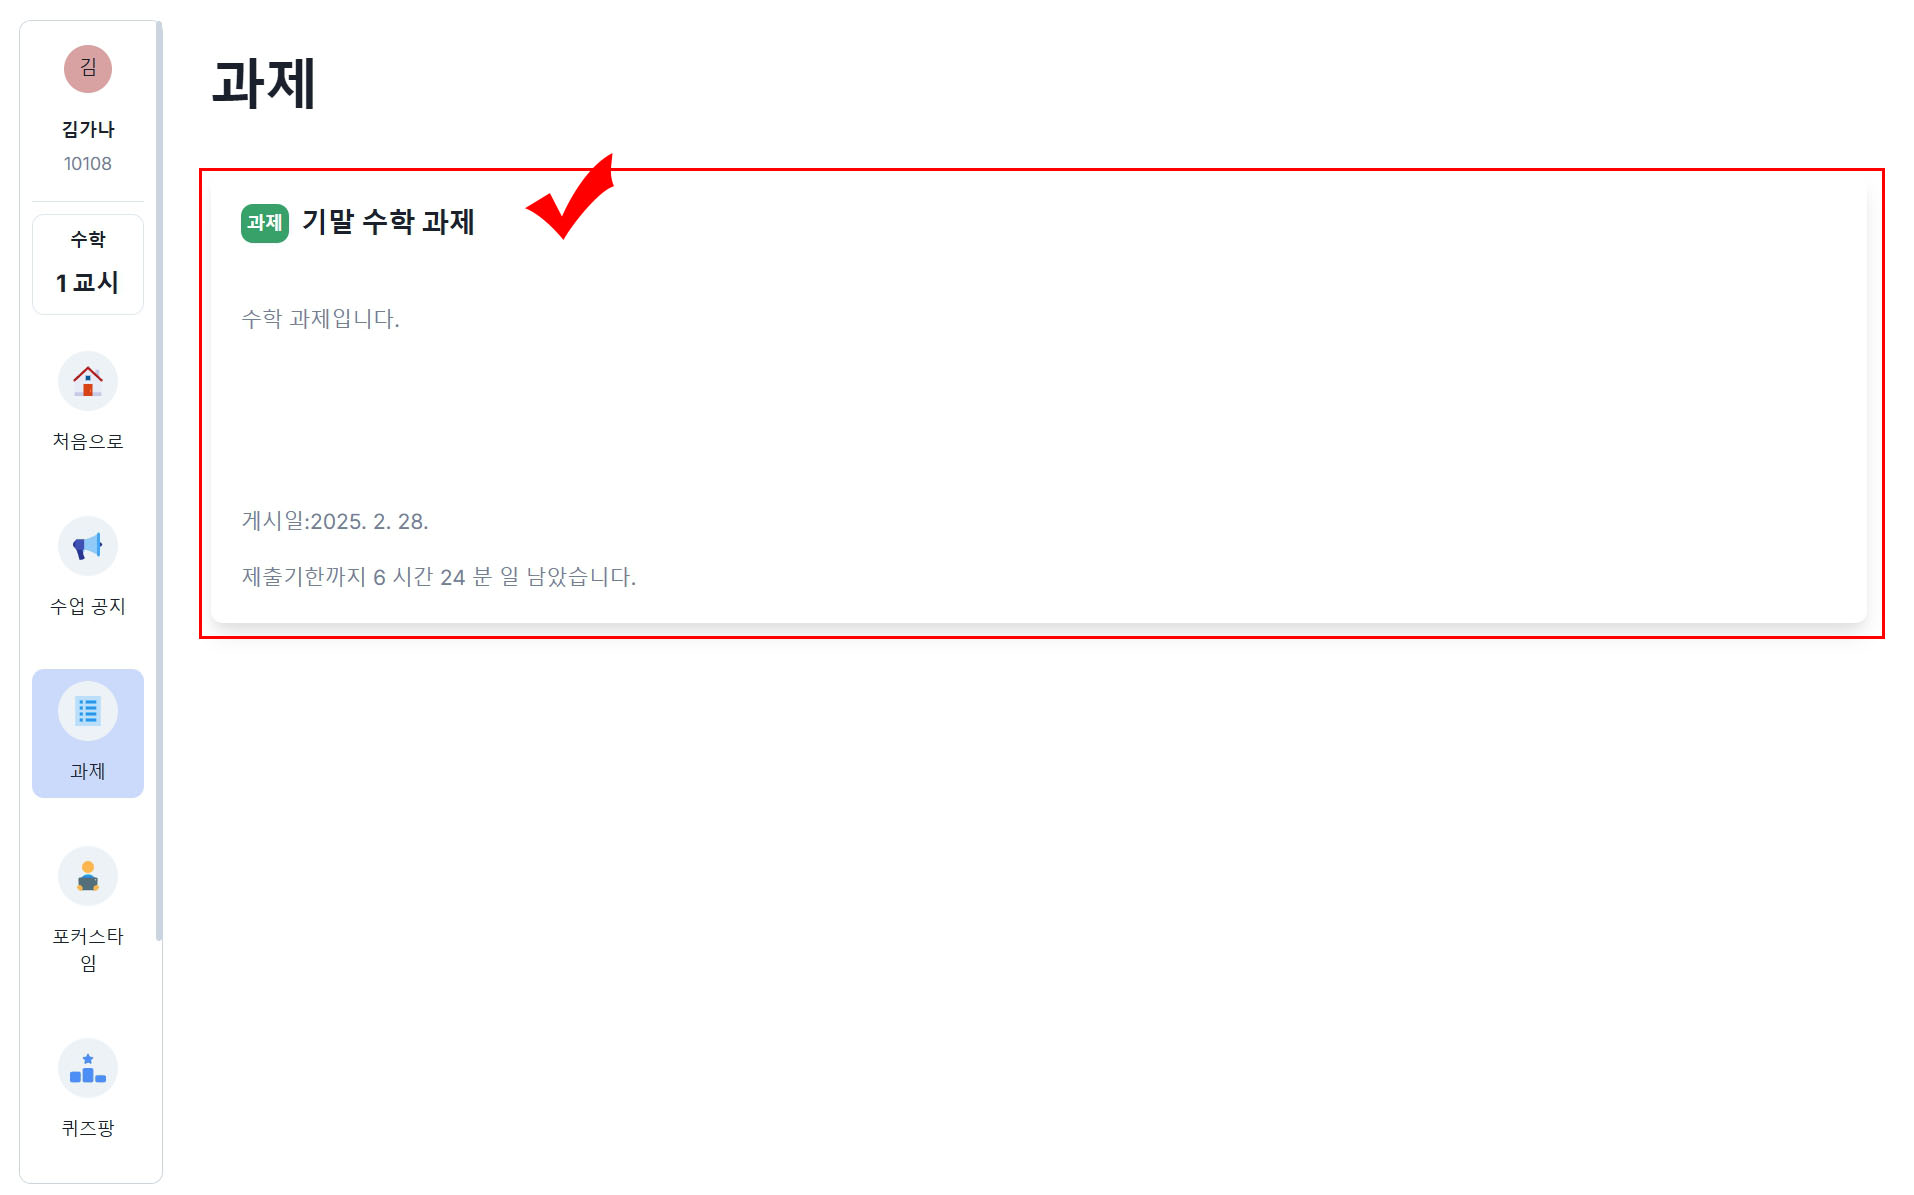 김
김가나
10108
수학
1 교시
처음으로
수업 공지
과제
포커스타
임
퀴즈팡
과제
과제 기말 수학 과제
수학 과제입니다.
게시일:2025. 2. 28.
제출기한까지 6 시간 24 분 일 남았습니다.